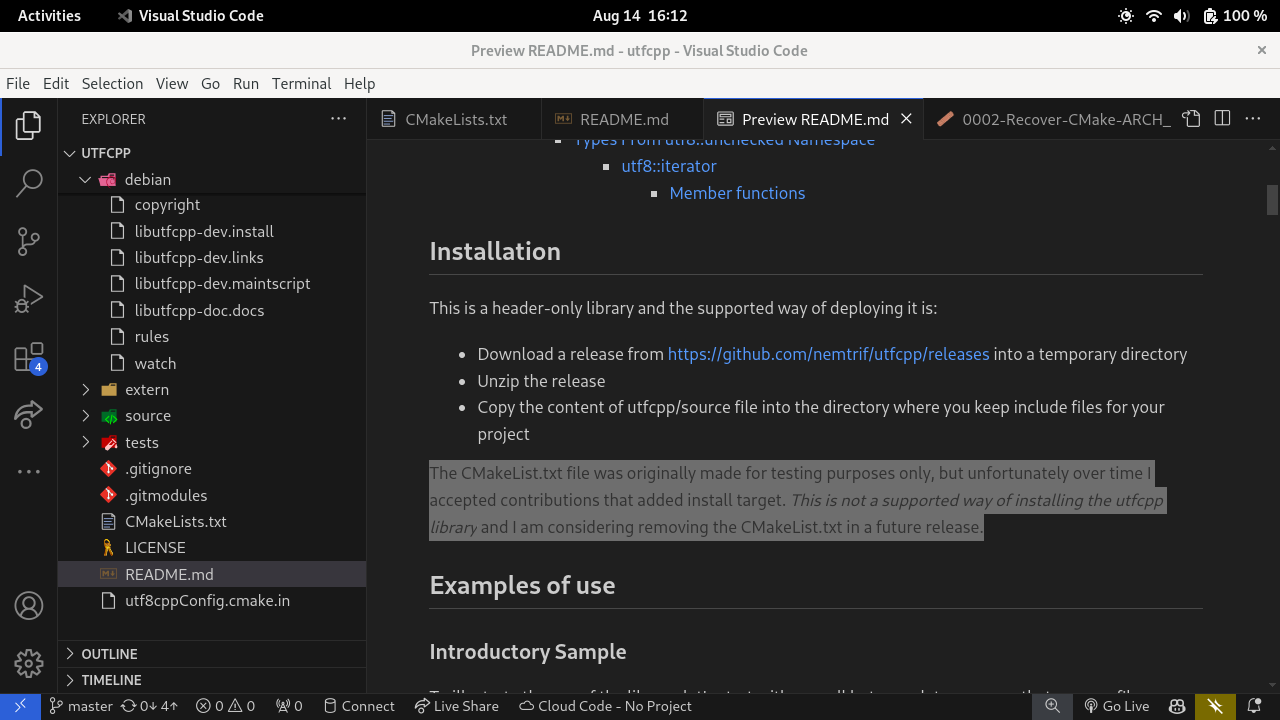 Activities Visual Studio Code Aug 14 16:12 100 %
Preview README.md - utfcpp - Visual Studio Code
File Edit Selection View Go Run Terminal Help
EXPLORER
CMakeLists.txt README.md Preview README.md 0002-Recover-CMake-ARCH_
UTFCPP
debian
copyright
libutfcpp-dev.install
libutfcpp-dev.links
libutfcpp-dev.maintscript
libutfcpp-doc.docs
rules
watch
extern
source
tests
.gitignore
.gitmodules
CMakeLists.txt
LICENSE
README.md
utf8cppConfig.cmake.in
OUTLINE
TIMELINE
4
Types From utf8::unchecked Namespace
utf8::iterator
Member functions
Installation
This is a header-only library and the supported way of deploying it is:
Download a release from https://github.com/nemtrif/utfcpp/releases into a temporary directory
Unzip the release
Copy the content of utfcpp/source file into the directory where you keep include files for your
project
The CMakeList.txt file was originally made for testing purposes only, but unfortunately over time I
accepted contributions that added install target. This is not a supported way of installing the utfcpp
library and I am considering removing the CMakeList.txt in a future release.
Examples of use
Introductory Sample
master 0↓ 4↑ 0 0 0 Connect Live Share Cloud Code - No Project Go Live